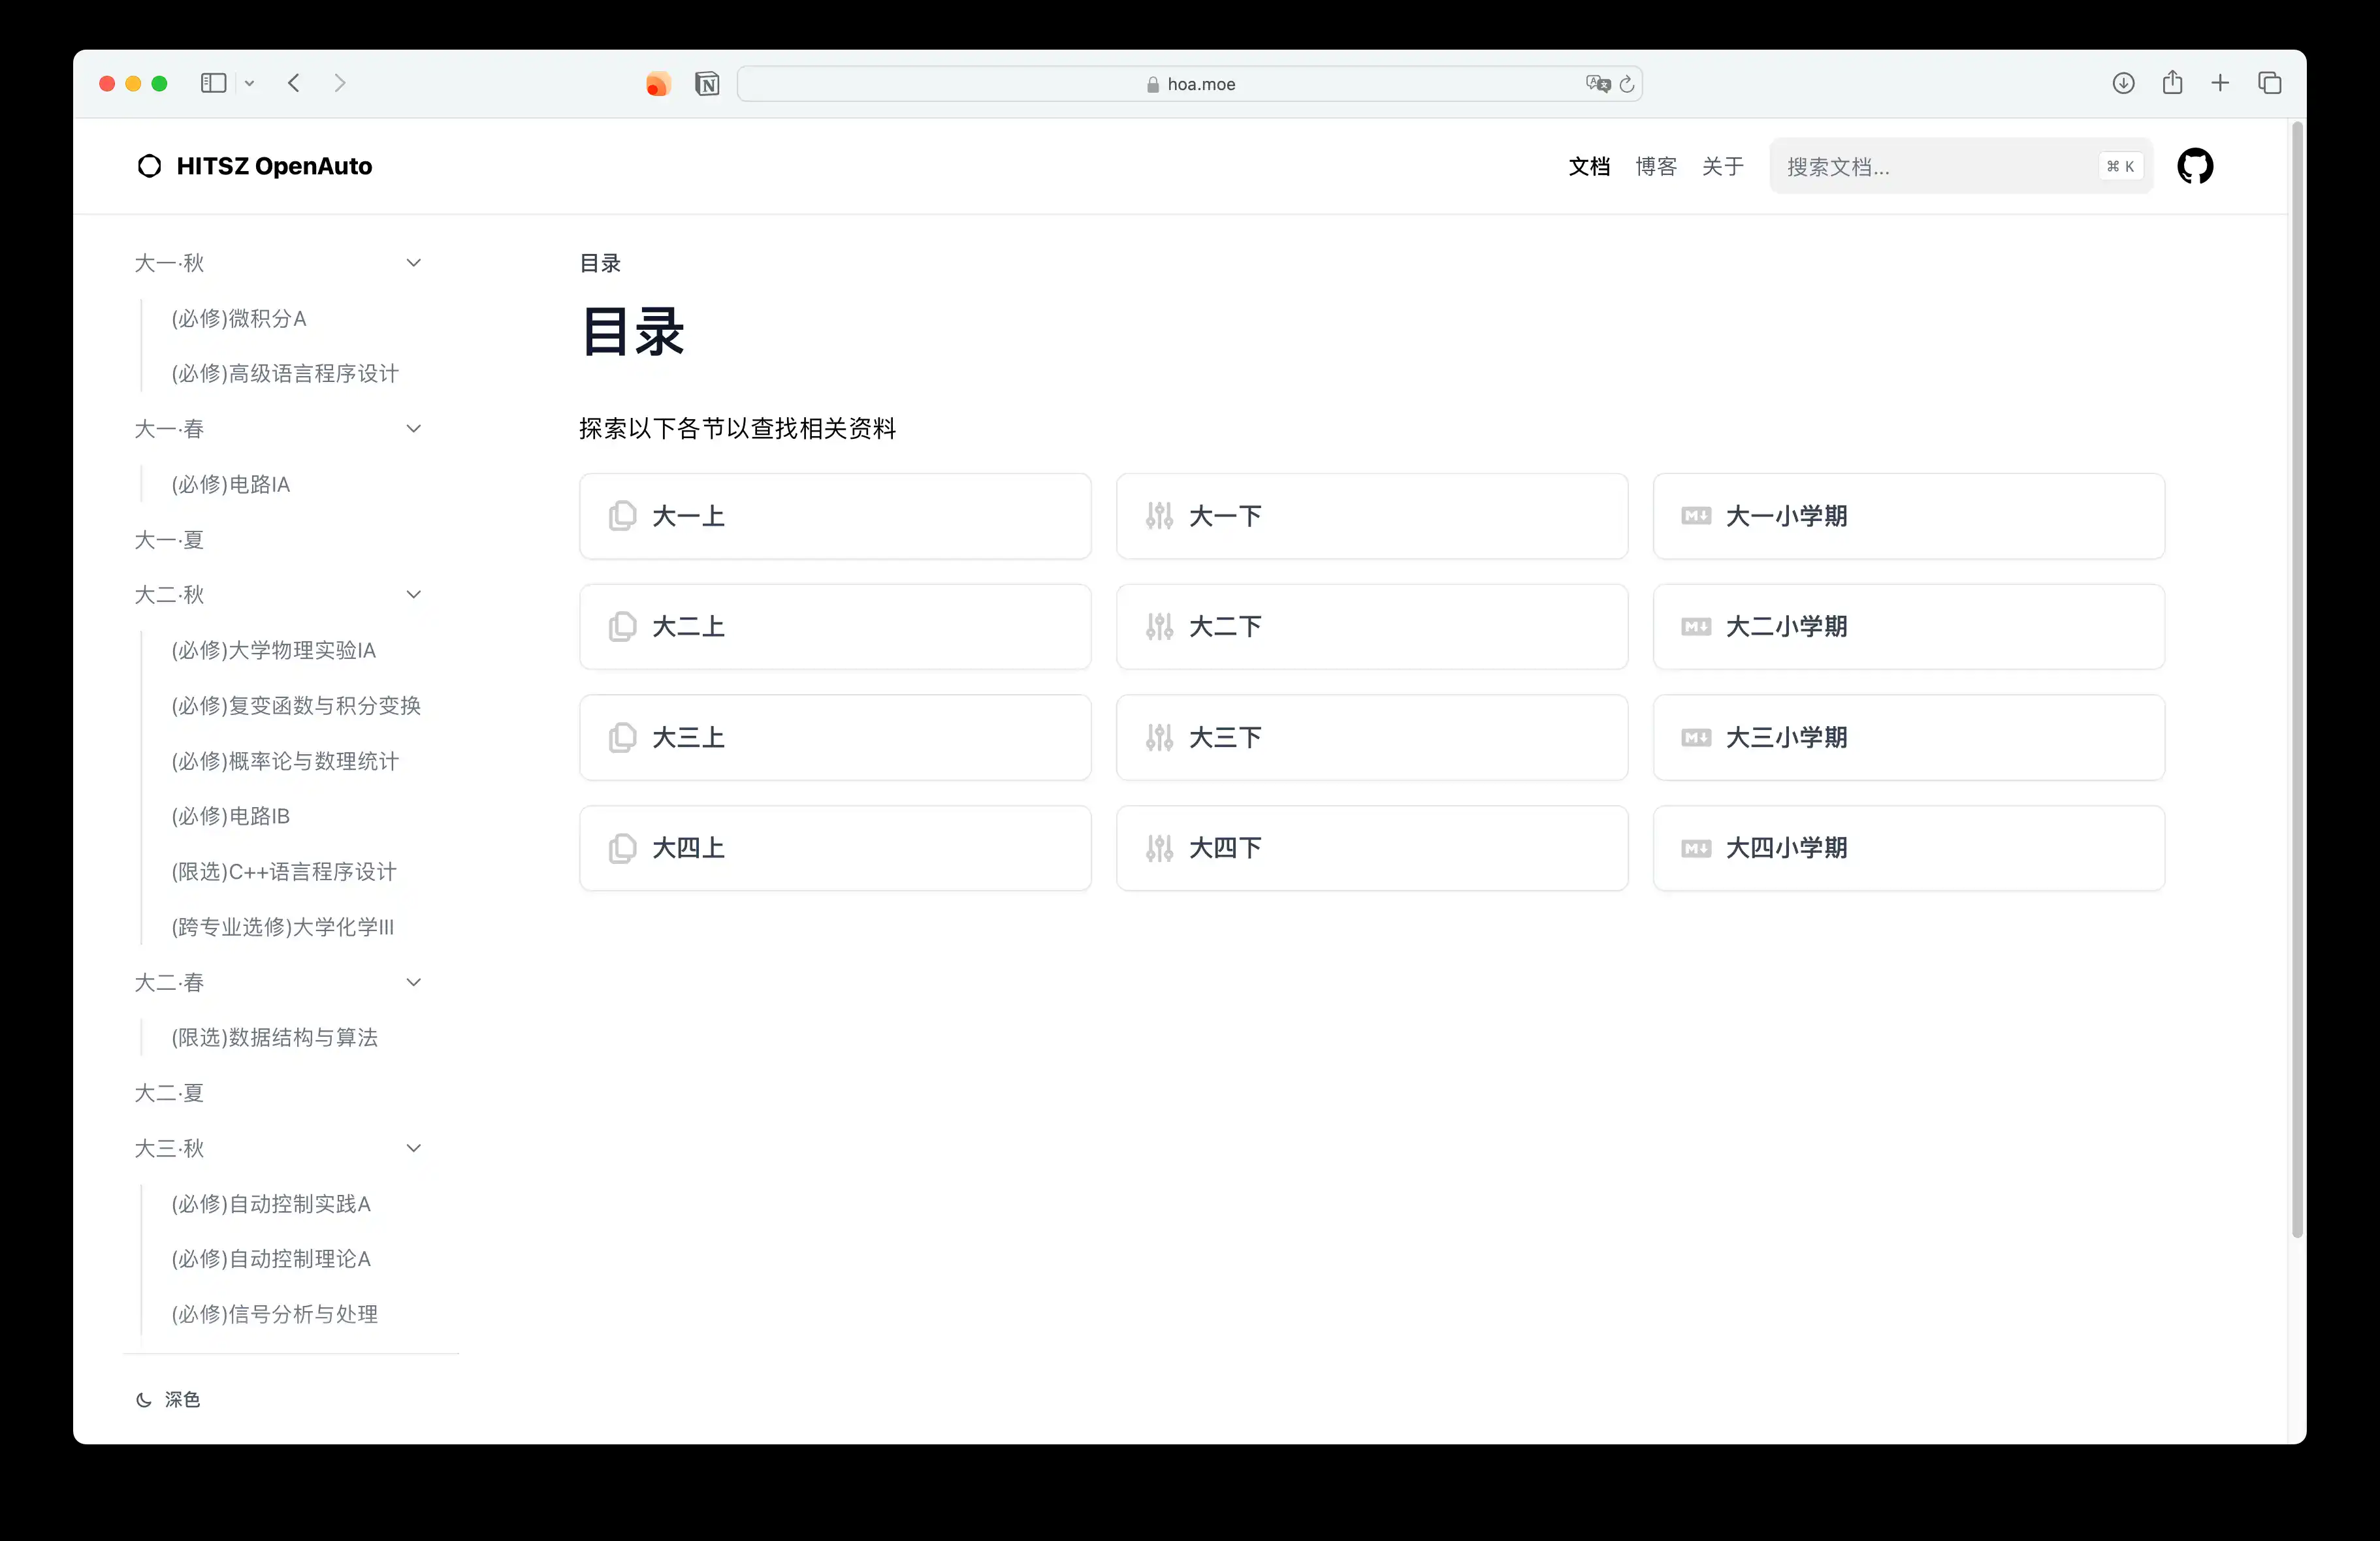 hoa.moe
HITSZ OpenAuto
文档
博客
关于
搜索文档...
⌘ K
大一·秋
(必修)微积分A
(必修)高级语言程序设计
大一·春
(必修)电路IA
大一·夏
大二·秋
(必修)大学物理实验IA
(必修)复变函数与积分变换
(必修)概率论与数理统计
(必修)电路IB
(限选)C++语言程序设计
(跨专业选修)大学化学III
大二·春
(限选)数据结构与算法
大二·夏
大三·秋
(必修)自动控制实践A
(必修)自动控制理论A
(必修)信号分析与处理
深色
目录
目录
探索以下各节以查找相关资料
大一上
大一下
大一小学期
大二上
大二下
大二小学期
大三上
大三下
大三小学期
大四上
大四下
大四小学期